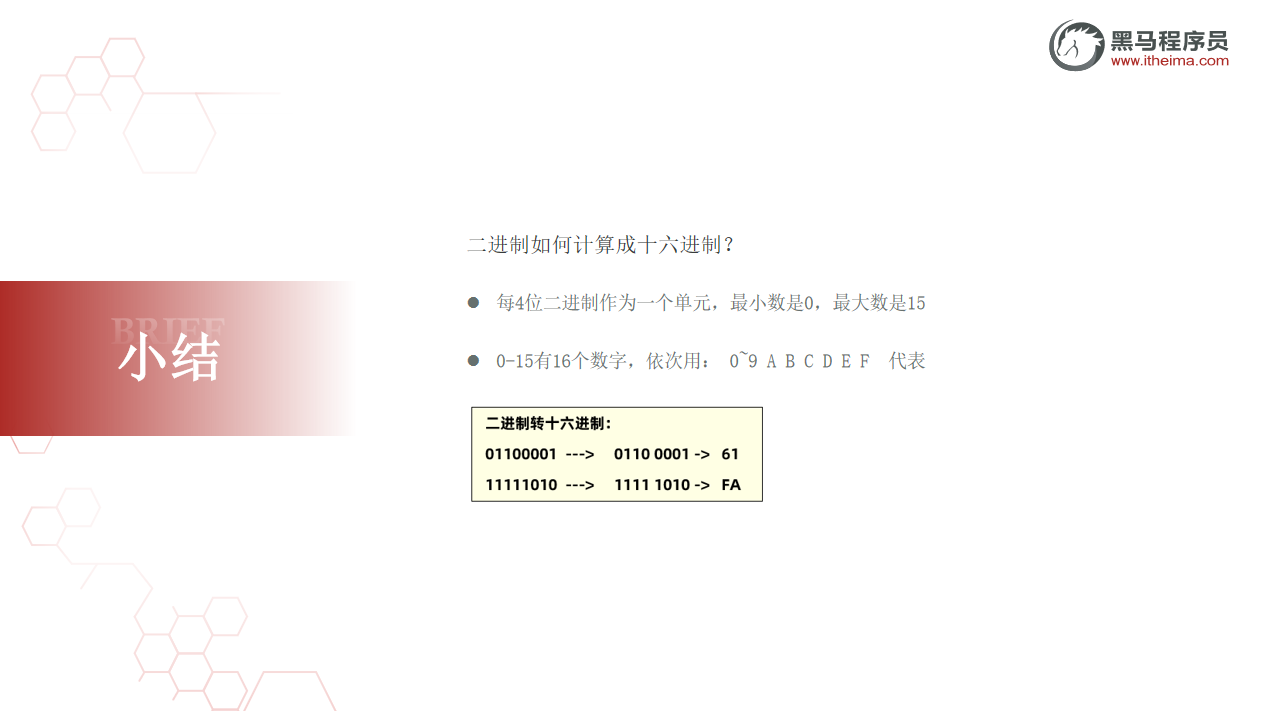 黑马程序员
www.itheima.com
二进制如何计算成十六进制？
● 每4位二进制作为一个单元，最小数是0，最大数是15
BRIEF
小结
● 0-15有16个数字，依次用： 0~9 A B C D E F 代表
二进制转十六进制：
01100001 ---> 0110 0001 -> 61
11111010 ---> 1111 1010 -> FA